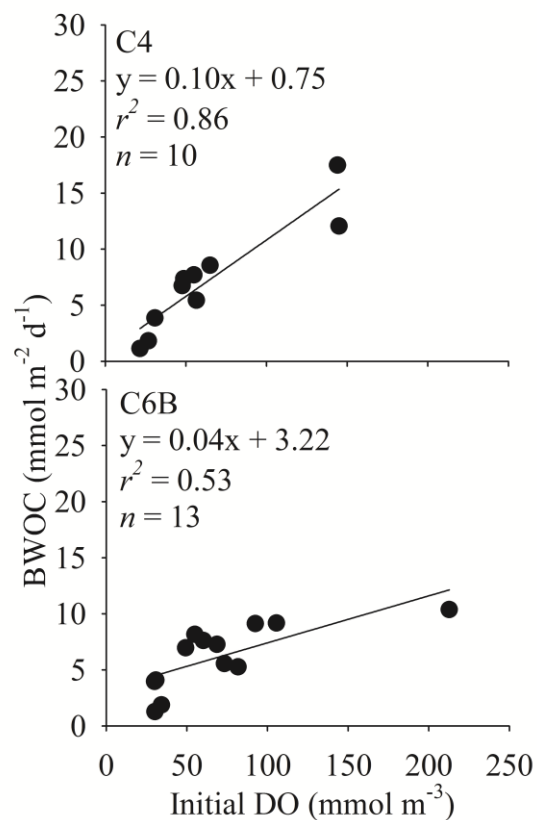 30
C4
25
y = 0.10x + 0.75
20
r² = 0.86
n = 10
15
10
5
0
BWOC (mmol m⁻² d⁻¹)
30
C6B
25
y = 0.04x + 3.22
20
r² = 0.53
n = 13
15
10
5
0
0 50 100 150 200 250
Initial DO (mmol m⁻³)